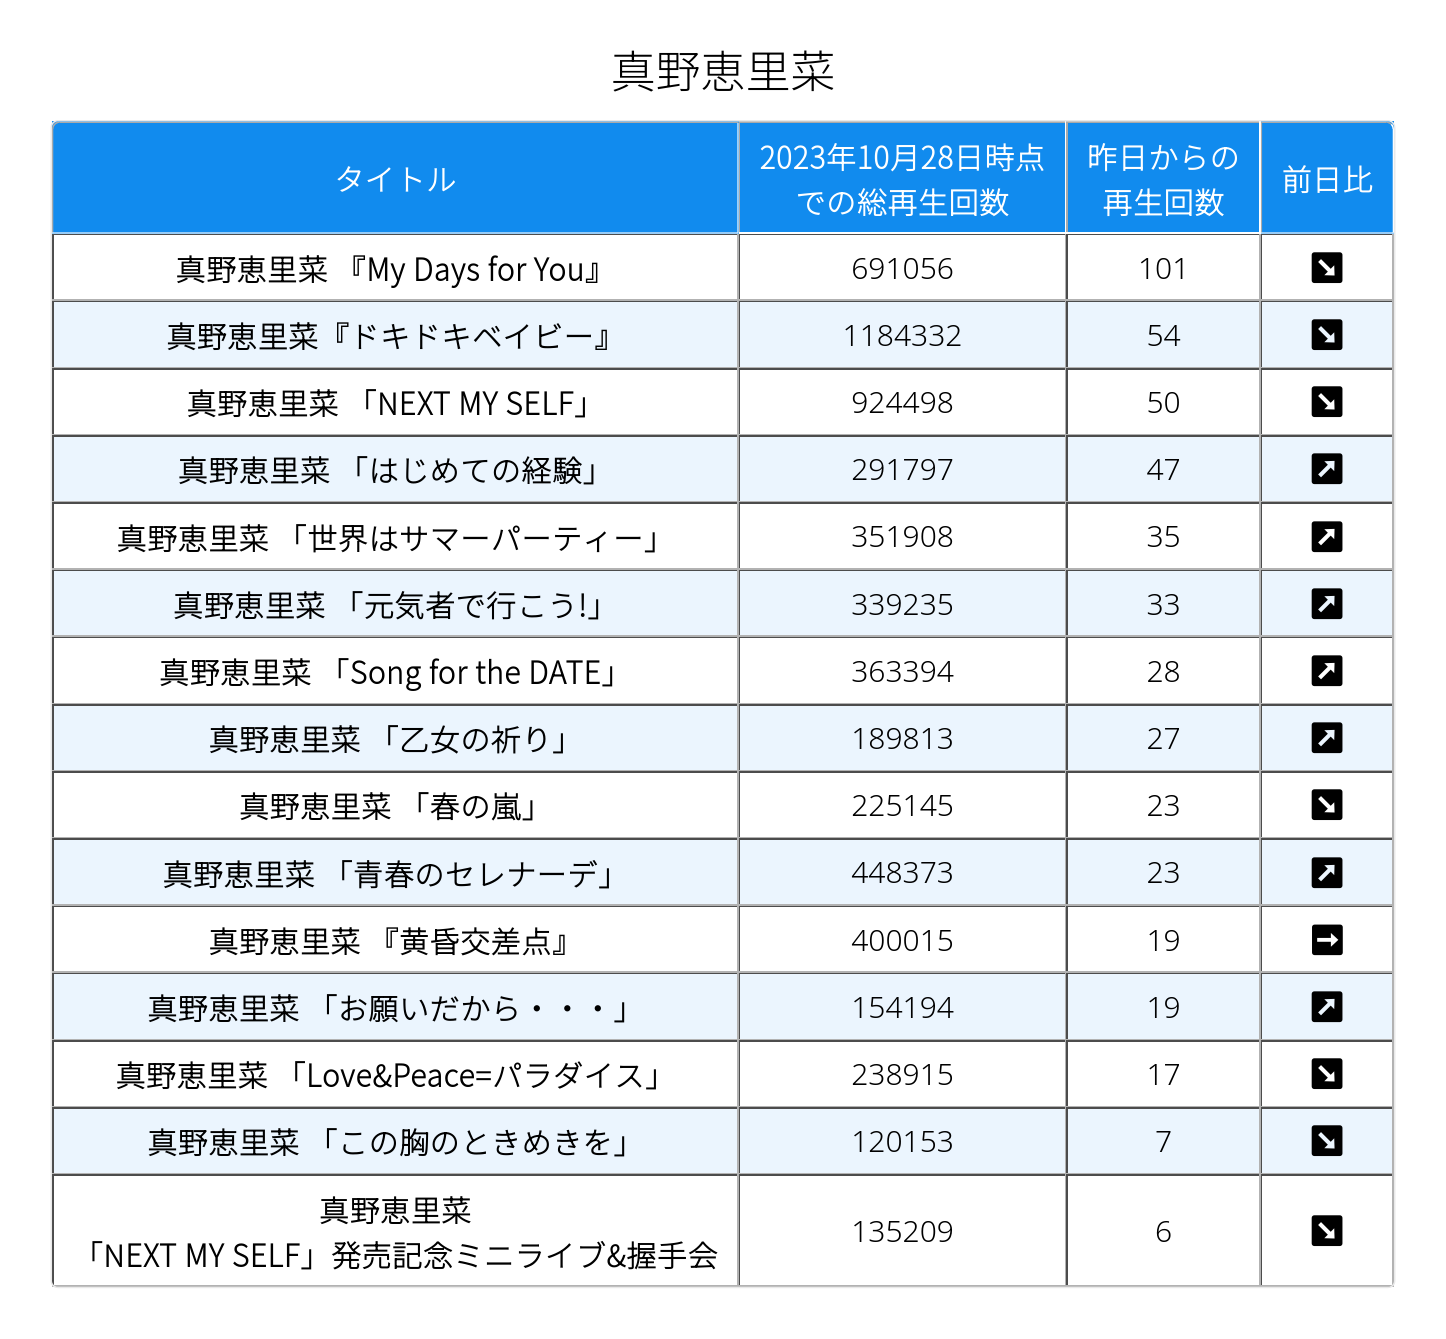 真野恵里菜
タイトル 2023年10月28日時点での総再生回数 昨日からの再生回数 前日比
真野恵里菜 『My Days for You』 691056 101 ↘
真野恵里菜『ドキドキベイビー』 1184332 54 ↘
真野恵里菜 「NEXT MY SELF」 924498 50 ↘
真野恵里菜 「はじめての経験」 291797 47 ↗
真野恵里菜 「世界はサマーパーティー」 351908 35 ↗
真野恵里菜 「元気者で行こう!」 339235 33 ↗
真野恵里菜 「Song for the DATE」 363394 28 ↗
真野恵里菜 「乙女の祈り」 189813 27 ↗
真野恵里菜 「春の嵐」 225145 23 ↘
真野恵里菜 「青春のセレナーデ」 448373 23 ↗
真野恵里菜 『黄昏交差点』 400015 19 →
真野恵里菜 「お願いだから・・・」 154194 19 ↗
真野恵里菜 「Love&Peace=パラダイス」 238915 17 ↘
真野恵里菜 「この胸のときめきを」 120153 7 ↘
真野恵里菜
「NEXT MY SELF」発売記念ミニライブ&握手会 135209 6 ↘